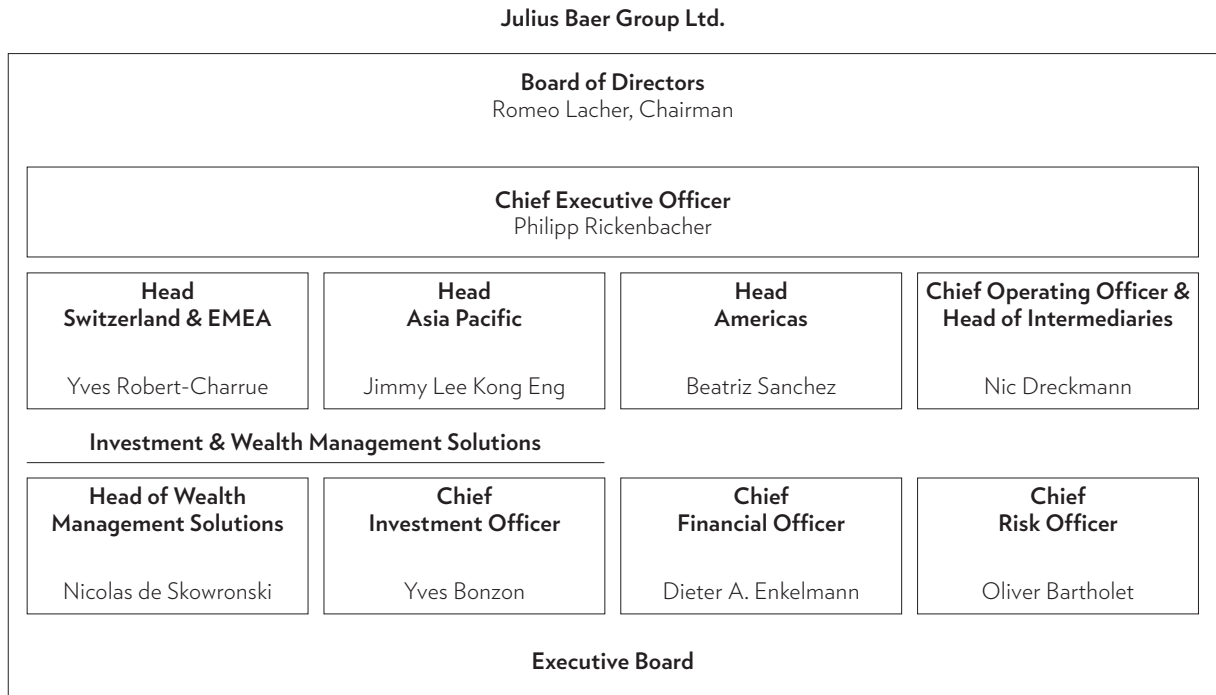 Julius Baer Group Ltd.
Board of Directors
Romeo Lacher, Chairman
Chief Executive Officer
Philipp Rickenbacher
Head
Switzerland & EMEA
Yves Robert-Charrue
Head
Asia Pacific
Jimmy Lee Kong Eng
Head
Americas
Beatriz Sanchez
Chief Operating Officer &
Head of Intermediaries
Nic Dreckmann
Investment & Wealth Management Solutions
Head of Wealth
Management Solutions
Nicolas de Skowronski
Chief
Investment Officer
Yves Bonzon
Chief
Financial Officer
Dieter A. Enkelmann
Chief
Risk Officer
Oliver Bartholet
Executive Board